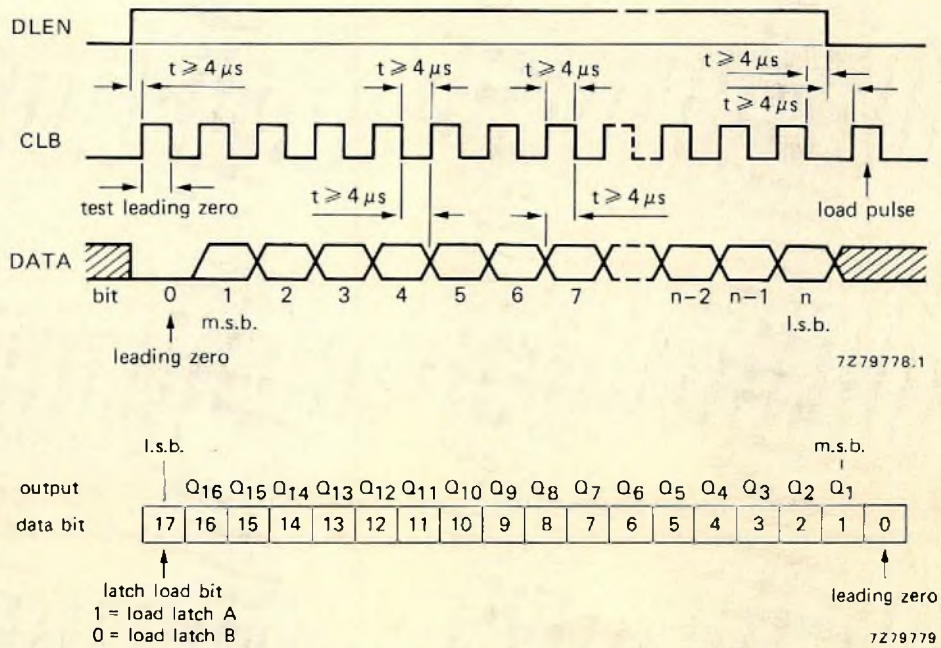 DLEN
t ⩾ 4 μs t ⩾ 4 μs t ⩾ 4 μs t ⩾ 4 μs
t ⩾ 4 μs
CLB
t ⩾ 4 μs t ⩾ 4 μs
test leading zero load pulse
DATA
bit 0 1 2 3 4 5 6 7 n-2 n-1 n
m.s.b. l.s.b.
leading zero
7Z79778.1
l.s.b. m.s.b.
output Q16 Q15 Q14 Q13 Q12 Q11 Q10 Q9 Q8 Q7 Q6 Q5 Q4 Q3 Q2 Q1
data bit 17 16 15 14 13 12 11 10 9 8 7 6 5 4 3 2 1 0
latch load bit leading zero
1 = load latch A
0 = load latch B
7Z79779